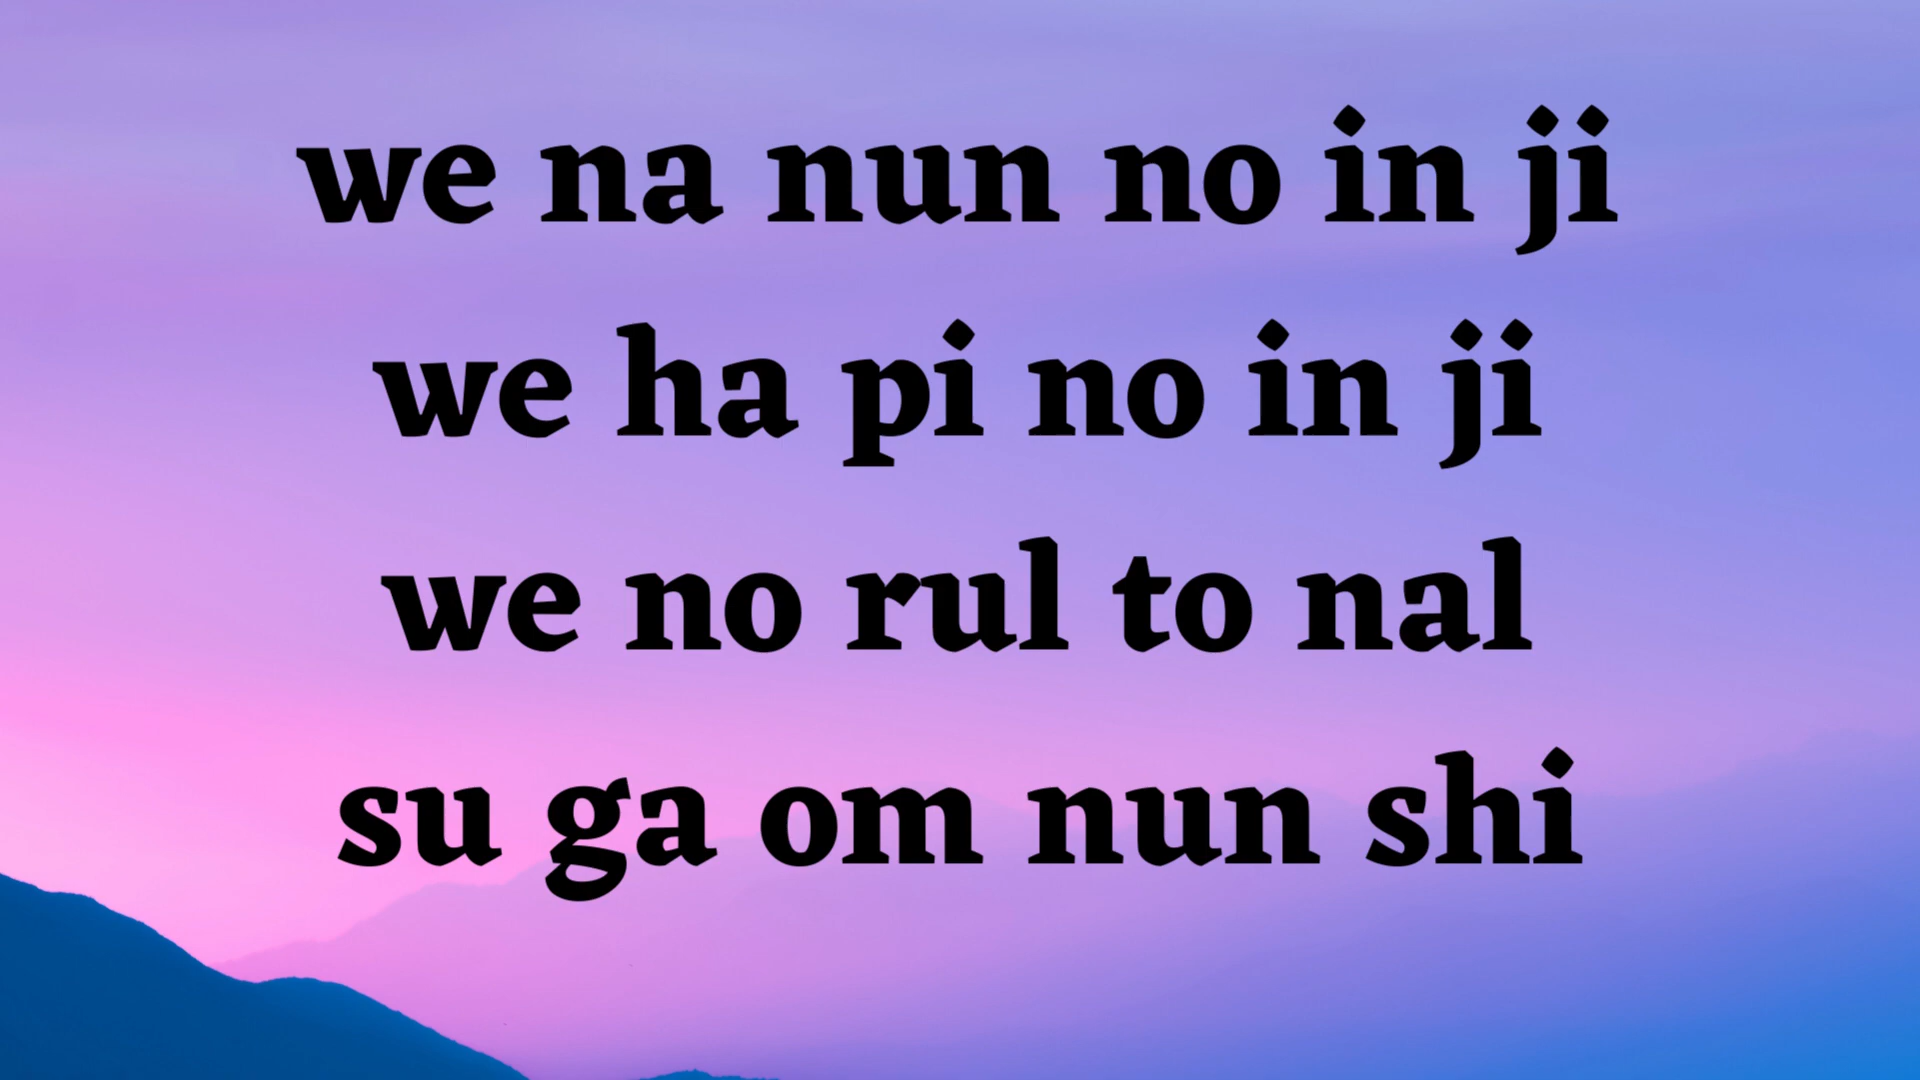 we na nun no in ji
we ha pi no in ji
we no rul to nal
su ga om nun shi